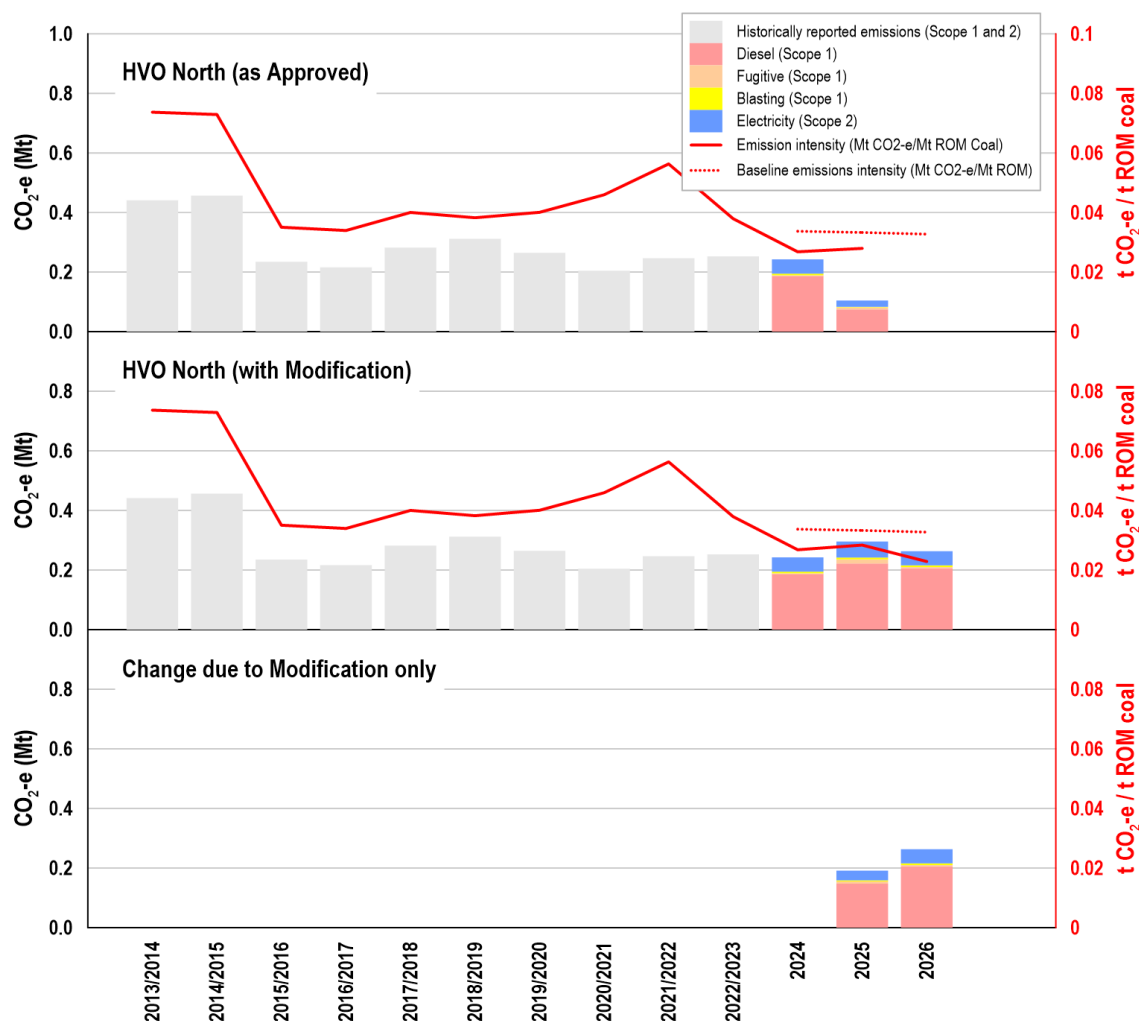 1.0
0.8
0.6
0.4
0.2
0.0
CO2-e (Mt)
HVO North (as Approved)
Historically reported emissions (Scope 1 and 2)
Diesel (Scope 1)
Fugitive (Scope 1)
Blasting (Scope 1)
Electricity (Scope 2)
Emission intensity (Mt CO2-e/Mt ROM Coal)
Baseline emissions intensity (Mt CO2-e/Mt ROM)
0.1
0.08
0.06
0.04
0.02
0
t CO2-e / t ROM coal
0.8
0.6
0.4
0.2
0.0
CO2-e (Mt)
HVO North (with Modification)
0.08
0.06
0.04
0.02
0
t CO2-e / t ROM coal
0.8
0.6
0.4
0.2
0.0
CO2-e (Mt)
Change due to Modification only
0.08
0.06
0.04
0.02
0
t CO2-e / t ROM coal
2013/2014
2014/2015
2015/2016
2016/2017
2017/2018
2018/2019
2019/2020
2020/2021
2021/2022
2022/2023
2024
2025
2026